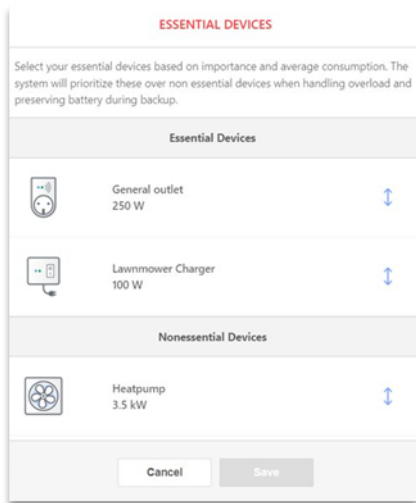 ESSENTIAL DEVICES
Select your essential devices based on importance and average consumption. The
system will prioritize these over non essential devices when handling overload and
preserving battery during backup.
Essential Devices
General outlet
250 W
Lawnmower Charger
100 W
Nonessential Devices
Heatpump
3.5 kW
Cancel
Save